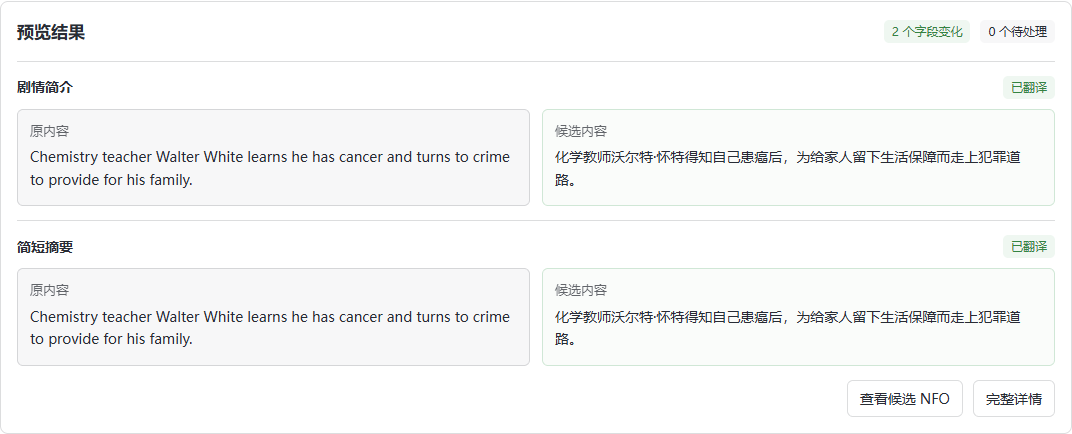 预览结果
2 个字段变化
0 个待处理
剧情简介
已翻译
原内容
Chemistry teacher Walter White learns he has cancer and turns to crime
to provide for his family.
候选内容
化学教师沃尔特·怀特得知自己患癌后，为给家人留下生活保障而走上犯罪道
路。
简短摘要
已翻译
原内容
Chemistry teacher Walter White learns he has cancer and turns to crime
to provide for his family.
候选内容
化学教师沃尔特·怀特得知自己患癌后，为给家人留下生活保障而走上犯罪道
路。
查看候选 NFO
完整详情